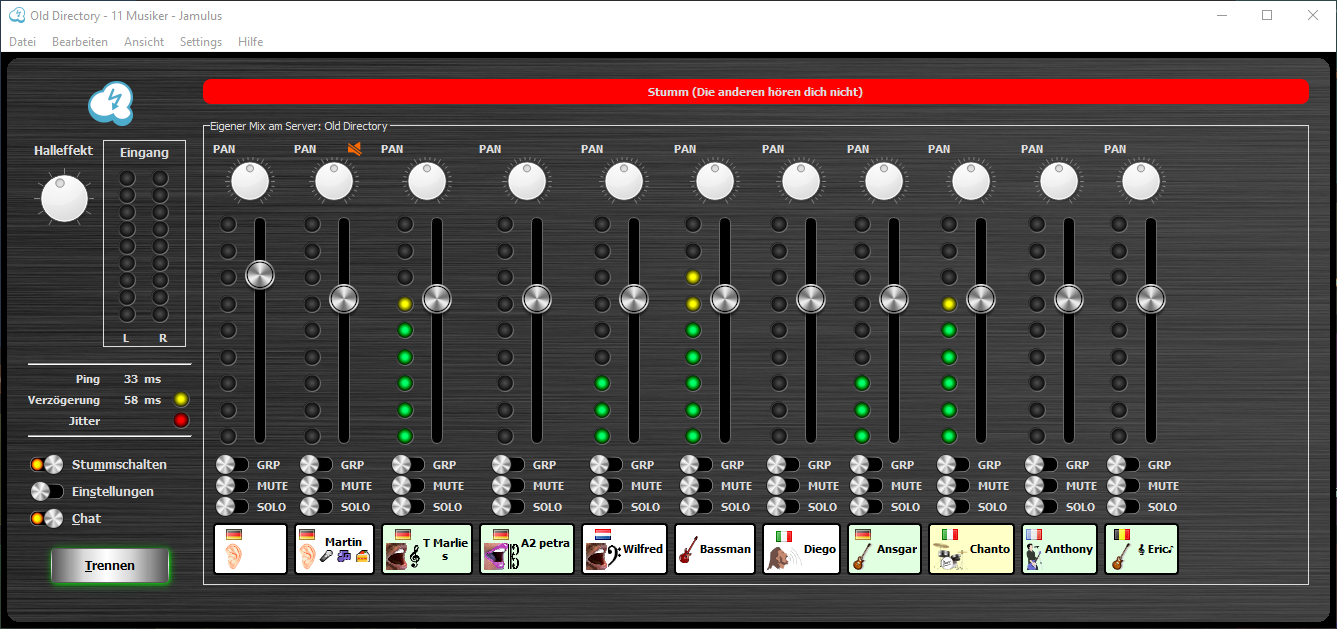 Old Directory - 11 Musiker - Jamulus
Datei Bearbeiten Ansicht Settings Hilfe
Stumm (Die anderen hören dich nicht)
Eigener Mix am Server: Old Directory
Halleffekt
Eingang
L R
Ping 33 ms
Verzögerung 58 ms
Jitter
Stummschalten
Einstellungen
Chat
Trennen
PAN PAN PAN PAN PAN PAN PAN PAN PAN PAN PAN
GRP GRP GRP GRP GRP GRP GRP GRP GRP GRP GRP
MUTE MUTE MUTE MUTE MUTE MUTE MUTE MUTE MUTE MUTE MUTE
SOLO SOLO SOLO SOLO SOLO SOLO SOLO SOLO SOLO SOLO SOLO
Martin
T Marlie
s
A2 petra
Wilfred
Bassman
Diego
Ansgar
Chanto
Anthony
𝄞 Eric♪